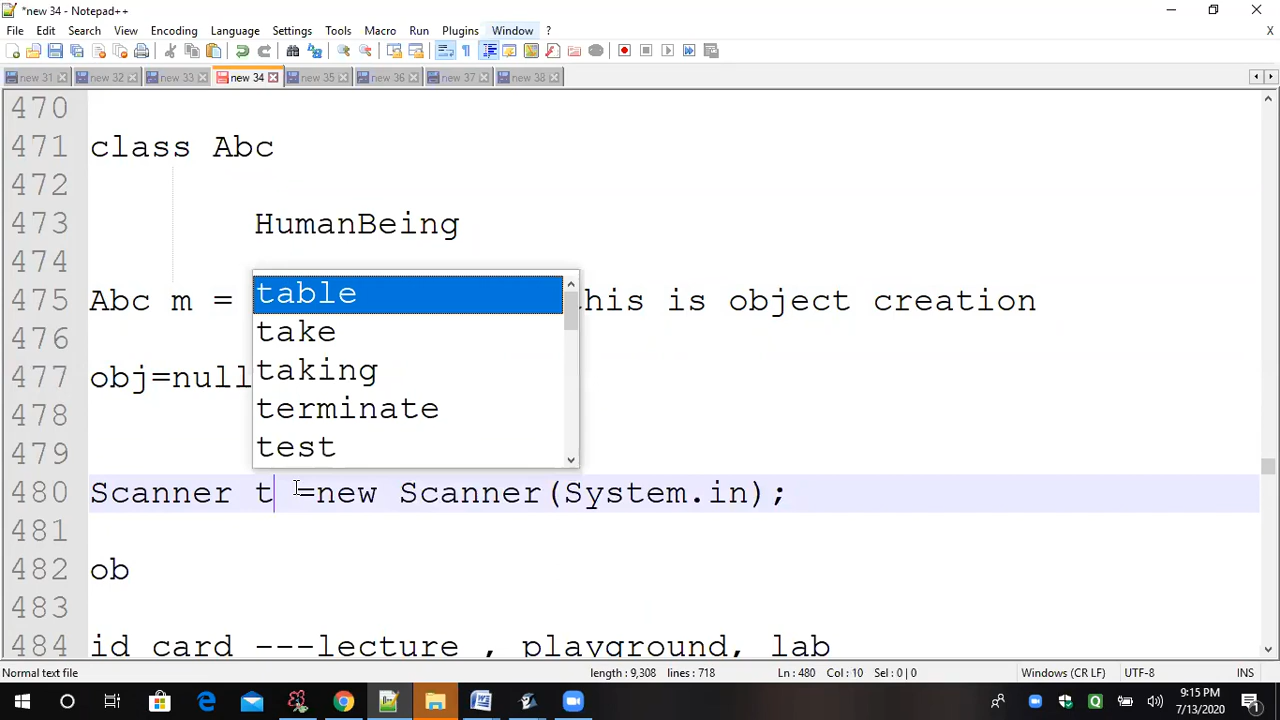 *new 34 - Notepad++
File Edit Search View Encoding Language Settings Tools Macro Run Plugins Window ?
X
new 31 new 32 new 33 new 34 new 35 new 36 new 37 new 38
470
471 class Abc
472
473 HumanBeing
474
475 Abc m = his is object creation
476
477 obj=null
478
479
480 Scanner t =new Scanner(System.in);
481
482 ob
483
484 id card ---lecture , playground, lab
table
take
taking
terminate
test
Normal text file length : 9,308 lines : 718 Ln : 480 Col : 10 Sel : 0 | 0 Windows (CR LF) UTF-8 INS
9:15 PM
7/13/2020